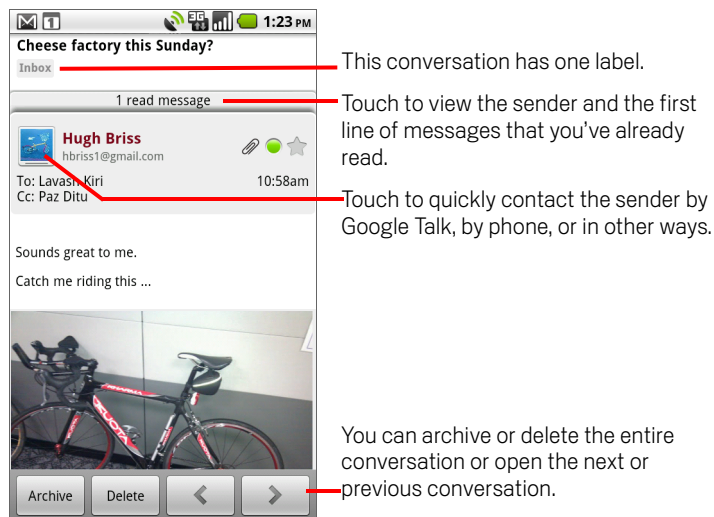 1
3G
1:23 PM
Cheese factory this Sunday?
Inbox
This conversation has one label.
1 read message
Touch to view the sender and the first
line of messages that you've already
read.
Hugh Briss
hbriss1@gmail.com
To: Lavash Kiri
10:58am
Cc: Paz Ditu
Touch to quickly contact the sender by
Google Talk, by phone, or in other ways.
Sounds great to me.
Catch me riding this ...
You can archive or delete the entire
conversation or open the next or
previous conversation.
Archive
Delete